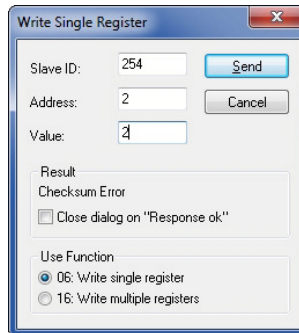 Write Single Register
Slave ID: 254 Send
Address: 2 Cancel
Value: 2
Result
Checksum Error
Close dialog on "Response ok"
Use Function
06: Write single register
16: Write multiple registers